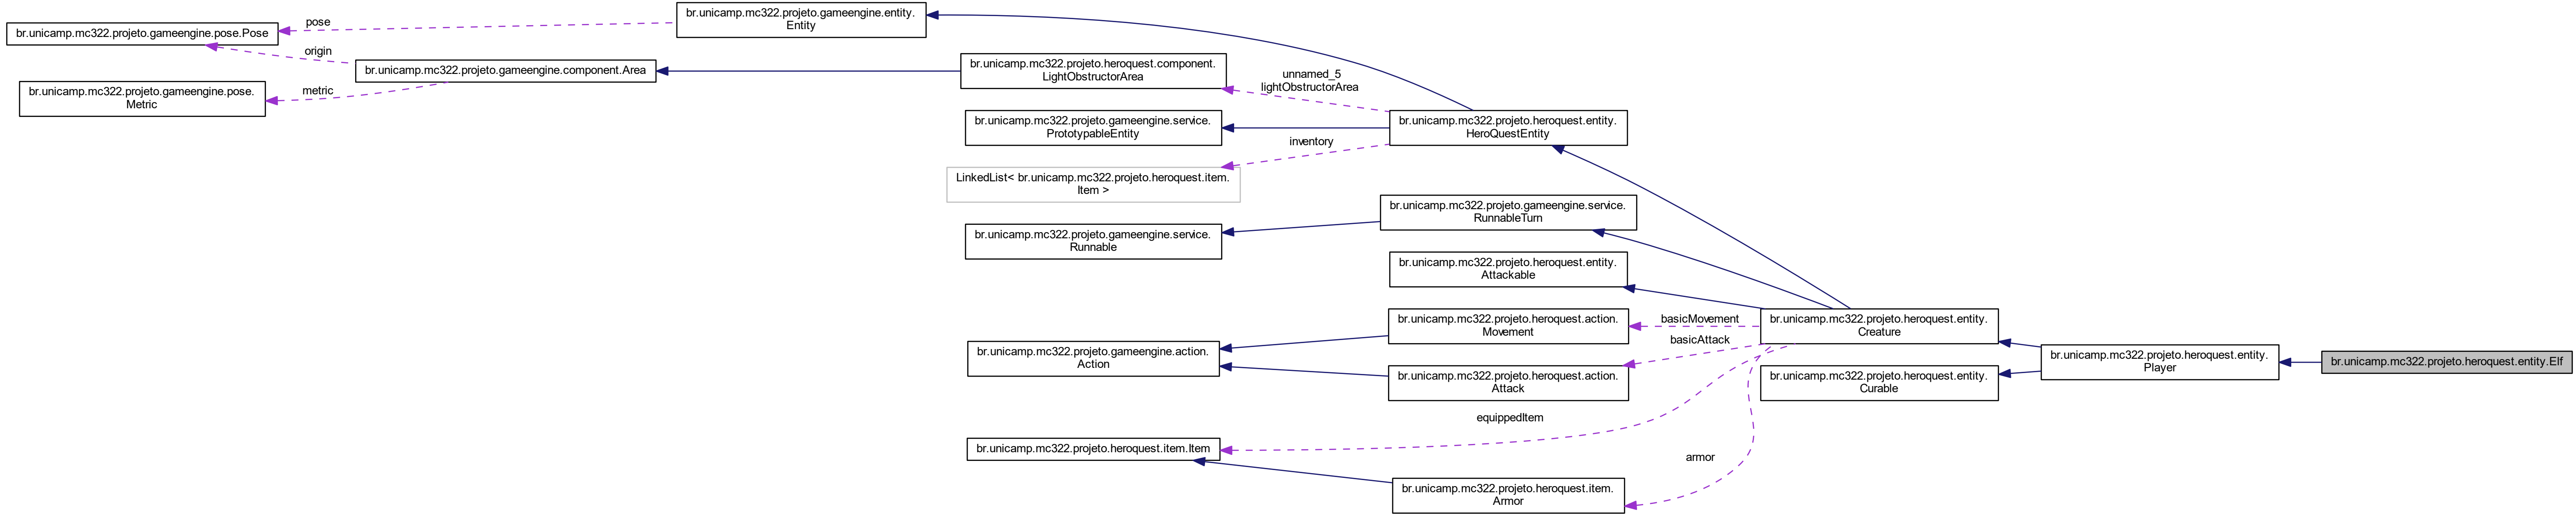 br.unicamp.mc322.projeto.gameengine.pose.Pose
br.unicamp.mc322.projeto.gameengine.pose.
Metric
pose
origin
metric
br.unicamp.mc322.projeto.gameengine.component.Area
br.unicamp.mc322.projeto.gameengine.entity.
Entity
br.unicamp.mc322.projeto.heroquest.component.
LightObstructorArea
br.unicamp.mc322.projeto.gameengine.service.
PrototypableEntity
LinkedList< br.unicamp.mc322.projeto.heroquest.item.
Item >
br.unicamp.mc322.projeto.gameengine.service.
Runnable
br.unicamp.mc322.projeto.gameengine.action.
Action
br.unicamp.mc322.projeto.heroquest.item.Item
unnamed_5
lightObstructorArea
inventory
br.unicamp.mc322.projeto.heroquest.entity.
HeroQuestEntity
br.unicamp.mc322.projeto.gameengine.service.
RunnableTurn
br.unicamp.mc322.projeto.heroquest.entity.
Attackable
br.unicamp.mc322.projeto.heroquest.action.
Movement
br.unicamp.mc322.projeto.heroquest.action.
Attack
equippedItem
br.unicamp.mc322.projeto.heroquest.item.
Armor
basicMovement
basicAttack
armor
br.unicamp.mc322.projeto.heroquest.entity.
Creature
br.unicamp.mc322.projeto.heroquest.entity.
Curable
br.unicamp.mc322.projeto.heroquest.entity.
Player
br.unicamp.mc322.projeto.heroquest.entity.Elf